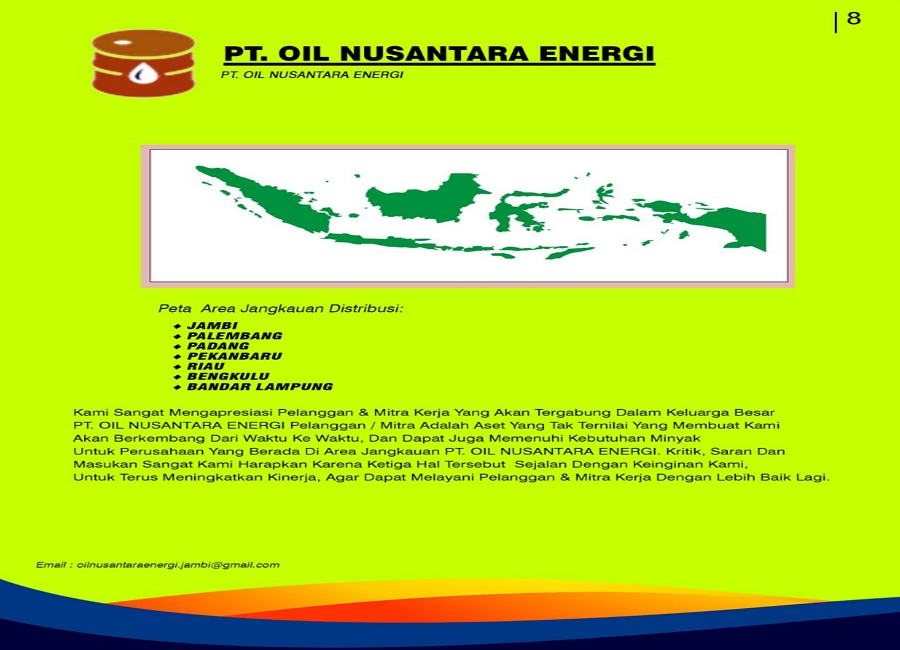 | 8
PT. OIL NUSANTARA ENERGI
PT. OIL NUSANTARA ENERGI
Peta Area Jangkauan Distribusi:
❖ JAMBI
❖ PALEMBANG
❖ PADANG
❖ PEKANBARU
❖ RIAU
❖ BENGKULU
❖ BANDAR LAMPUNG
Kami Sangat Mengapresiasi Pelanggan & Mitra Kerja Yang Akan Tergabung Dalam Keluarga Besar
PT. OIL NUSANTARA ENERGI Pelanggan / Mitra Adalah Aset Yang Tak Ternilai Yang Membuat Kami
Akan Berkembang Dari Waktu Ke Waktu, Dan Dapat Juga Memenuhi Kebutuhan Minyak
Untuk Perusahaan Yang Berada Di Area Jangkauan PT. OIL NUSANTARA ENERGI. Kritik, Saran Dan
Masukan Sangat Kami Harapkan Karena Ketiga Hal Tersebut Sejalan Dengan Keinginan Kami,
Untuk Terus Meningkatkan Kinerja, Agar Dapat Melayani Pelanggan & Mitra Kerja Dengan Lebih Baik Lagi.
Email : oilnusantaraenergi.jambi@gmail.com